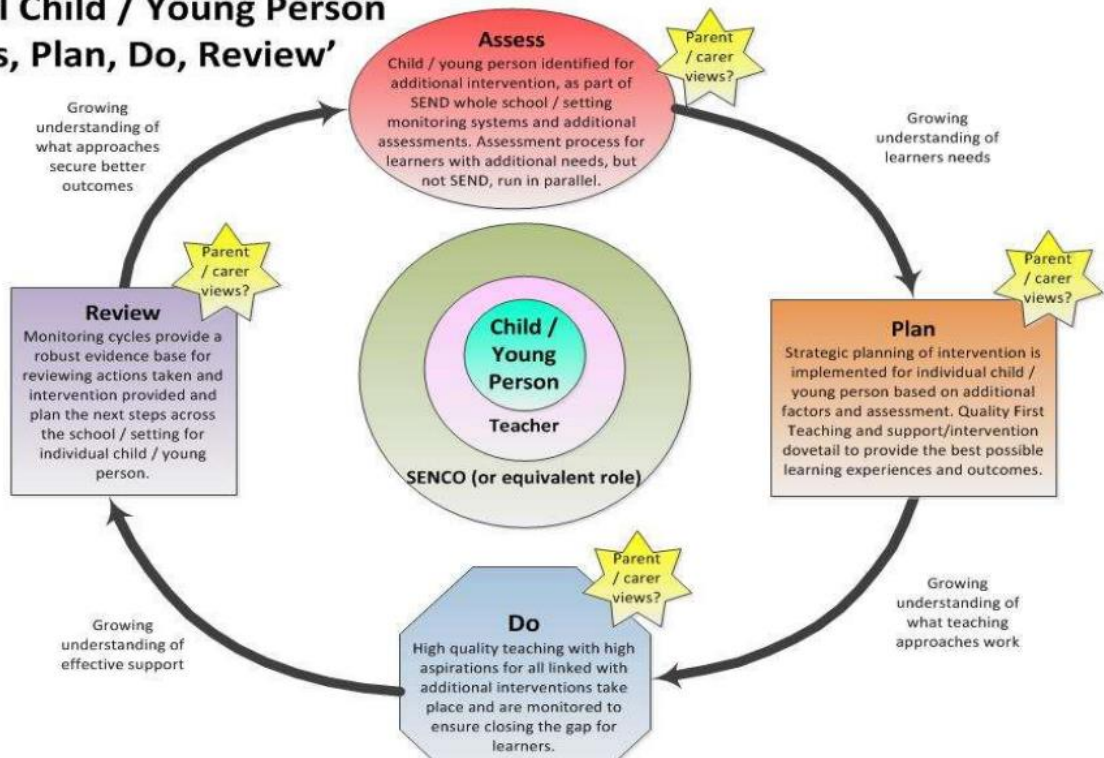 l Child / Young Person
s, Plan, Do, Review’
Assess
Child / young person identified for
additional intervention, as part of
SEND whole school / setting
monitoring systems and additional
assessments. Assessment process for
learners with additional needs, but
not SEND, run in parallel.
Parent
/ carer
views?
Growing
understanding of
learners needs
Parent
/ carer
views?
Plan
Strategic planning of intervention is
implemented for individual child /
young person based on additional
factors and assessment. Quality First
Teaching and support/intervention
dovetail to provide the best possible
learning experiences and outcomes.
Growing
understanding of
what teaching
approaches work
Parent
/ carer
views?
Do
High quality teaching with high
aspirations for all linked with
additional interventions take
place and are monitored to
ensure closing the gap for
learners.
Growing
understanding of
effective support
Parent
/ carer
views?
Review
Monitoring cycles provide a
robust evidence base for
reviewing actions taken and
intervention provided and
plan the next steps across
the school / setting for
individual child / young
person.
Growing
understanding of
what approaches
secure better
outcomes
Child /
Young
Person
Teacher
SENCO (or equivalent role)